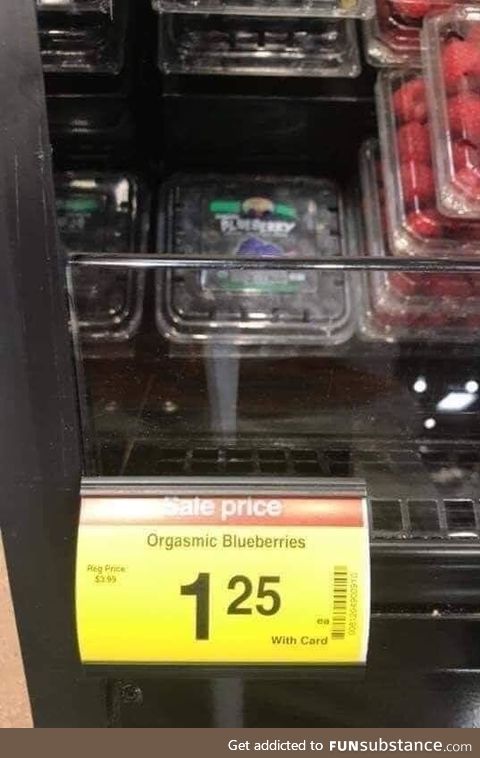 BLUEBERRY
Sale price
Orgasmic Blueberries
Reg Price
$3.99
1 25
ea
With Card
Get addicted to FUNsubstance.com